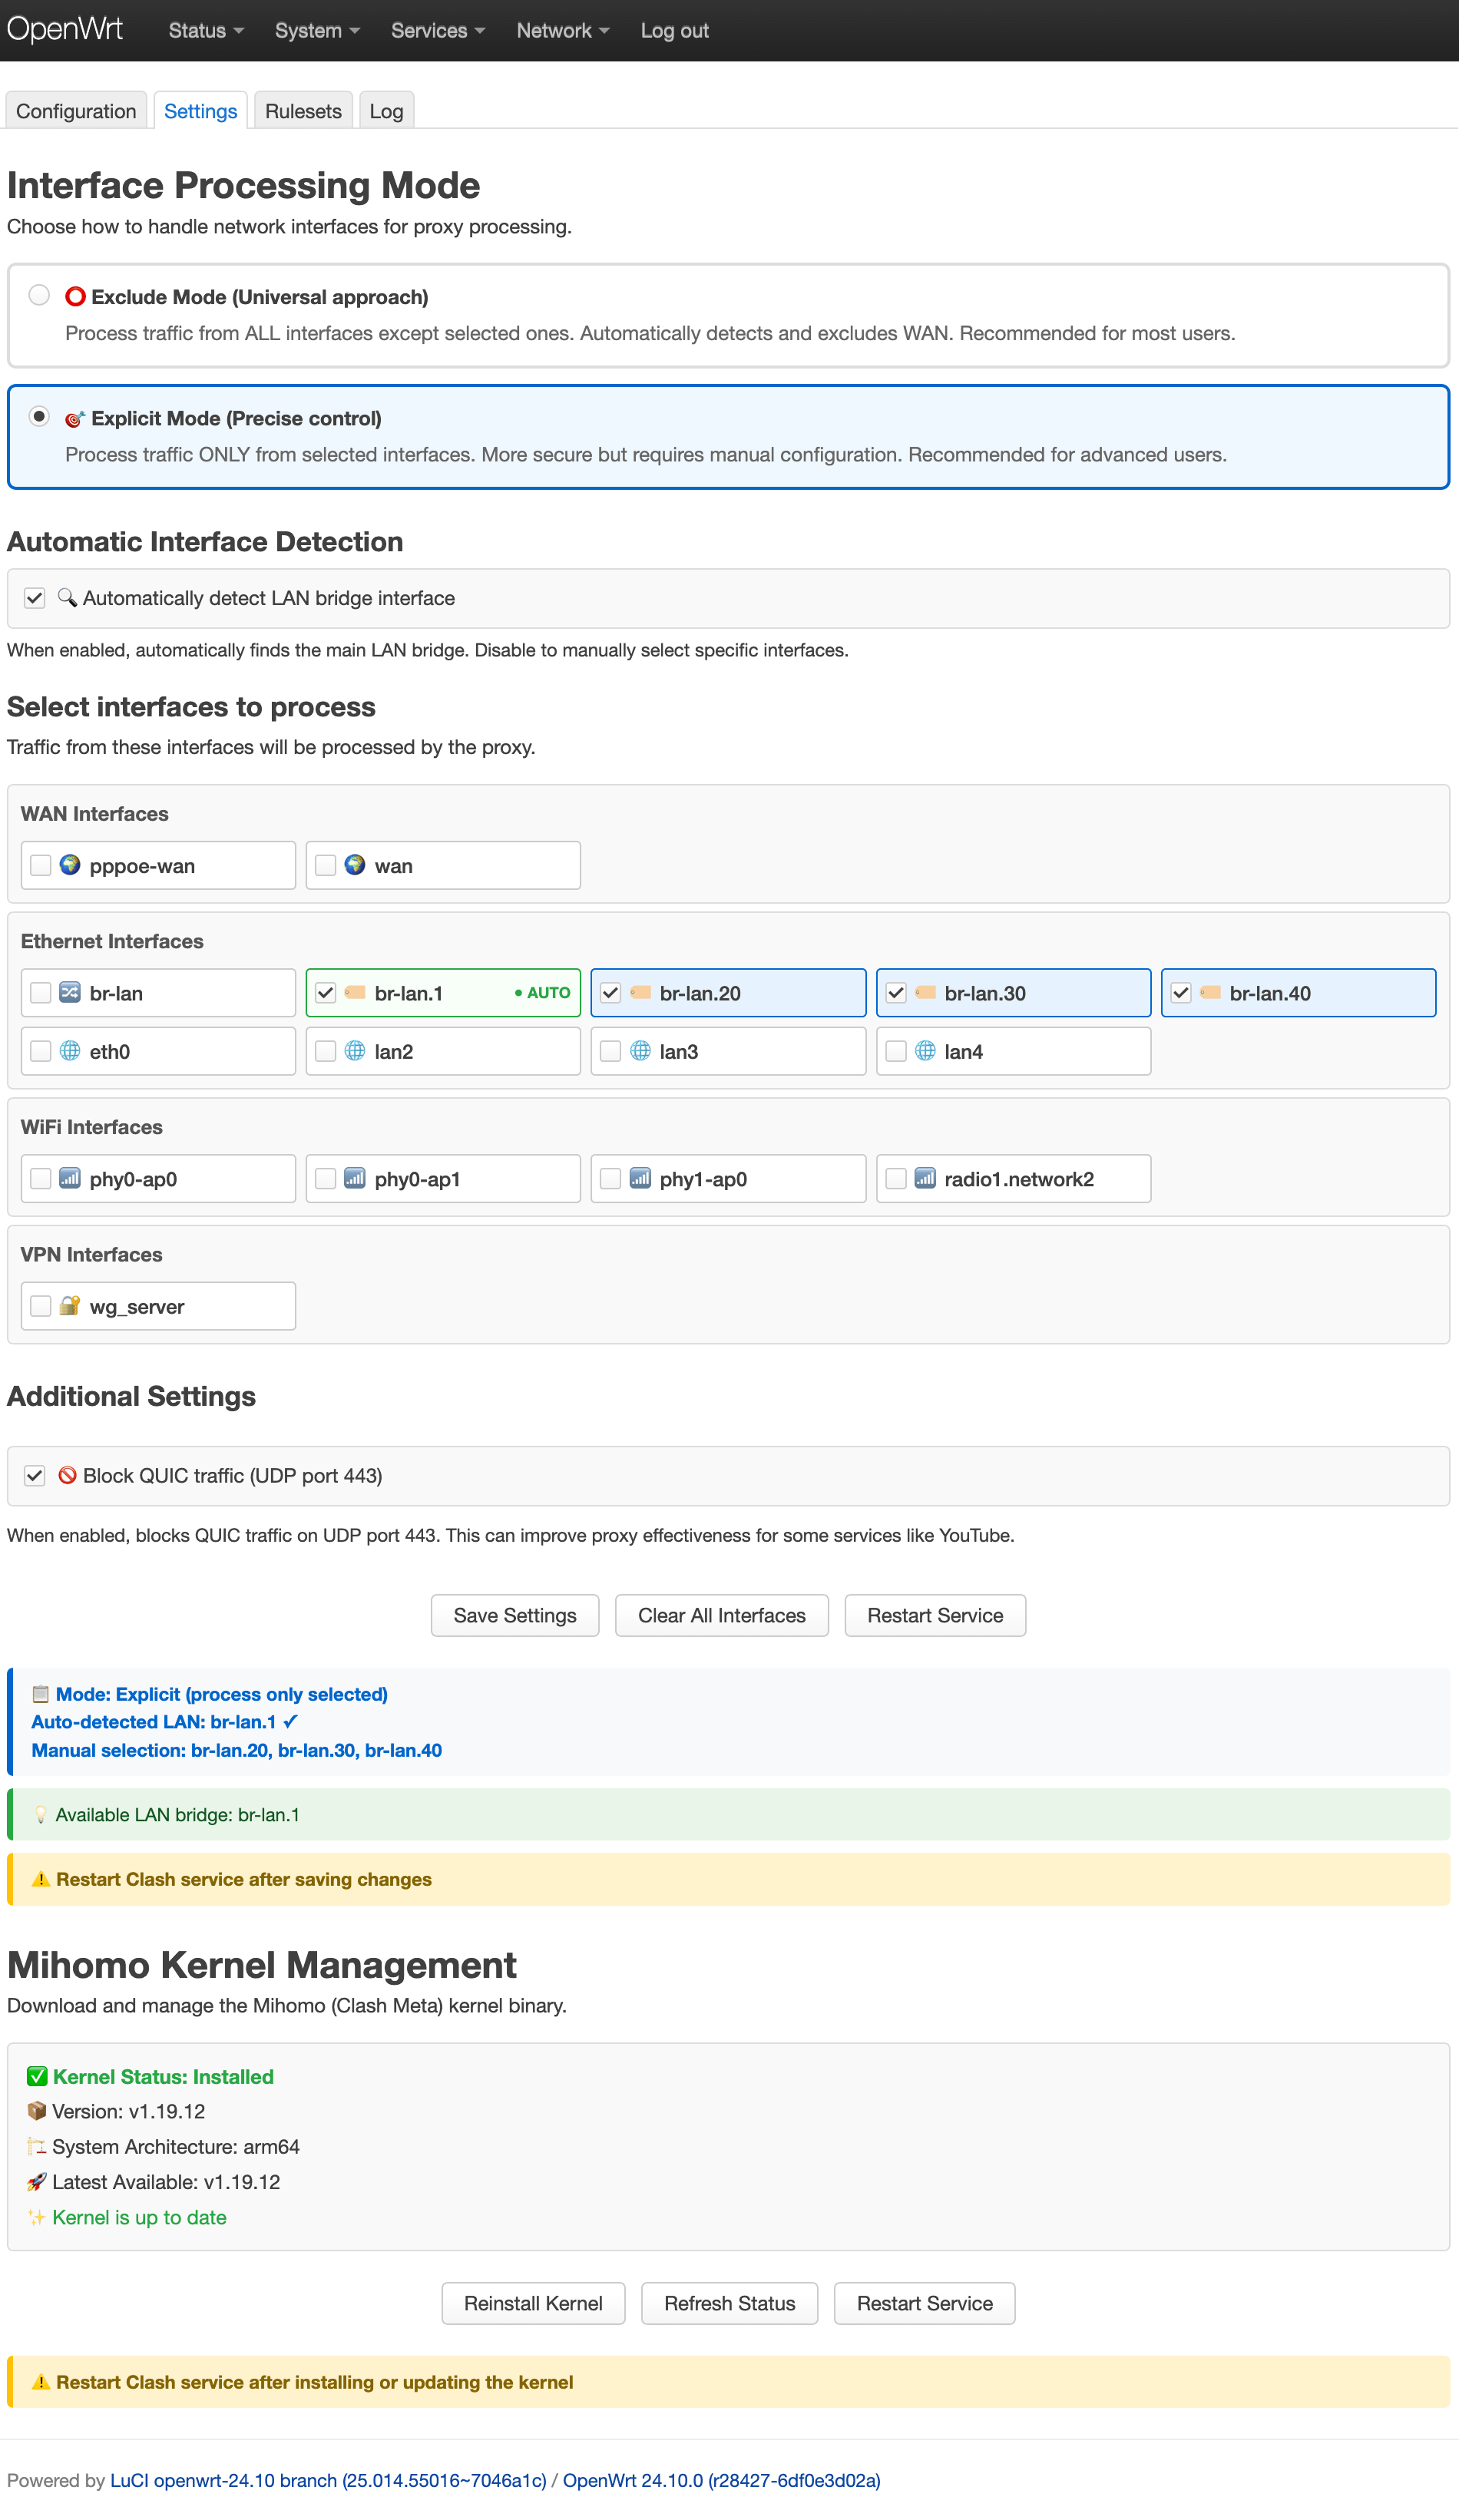 OpenWrt Status System Services Network Log out
Configuration Settings Rulesets Log
Interface Processing Mode
Choose how to handle network interfaces for proxy processing.
Exclude Mode (Universal approach)
Process traffic from ALL interfaces except selected ones. Automatically detects and excludes WAN. Recommended for most users.
Explicit Mode (Precise control)
Process traffic ONLY from selected interfaces. More secure but requires manual configuration. Recommended for advanced users.
Automatic Interface Detection
Automatically detect LAN bridge interface
When enabled, automatically finds the main LAN bridge. Disable to manually select specific interfaces.
Select interfaces to process
Traffic from these interfaces will be processed by the proxy.
WAN Interfaces
pppoe-wan wan
Ethernet Interfaces
br-lan br-lan.1 • AUTO br-lan.20 br-lan.30 br-lan.40
eth0 lan2 lan3 lan4
WiFi Interfaces
phy0-ap0 phy0-ap1 phy1-ap0 radio1.network2
VPN Interfaces
wg_server
Additional Settings
Block QUIC traffic (UDP port 443)
When enabled, blocks QUIC traffic on UDP port 443. This can improve proxy effectiveness for some services like YouTube.
Save Settings Clear All Interfaces Restart Service
Mode: Explicit (process only selected)
Auto-detected LAN: br-lan.1 ✓
Manual selection: br-lan.20, br-lan.30, br-lan.40
Available LAN bridge: br-lan.1
Restart Clash service after saving changes
Mihomo Kernel Management
Download and manage the Mihomo (Clash Meta) kernel binary.
Kernel Status: Installed
Version: v1.19.12
System Architecture: arm64
Latest Available: v1.19.12
Kernel is up to date
Reinstall Kernel Refresh Status Restart Service
Restart Clash service after installing or updating the kernel
Powered by LuCI openwrt-24.10 branch (25.014.55016~7046a1c) / OpenWrt 24.10.0 (r28427-6df0e3d02a)